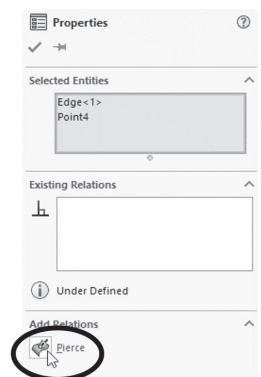 Properties
Selected Entities
Edge<1>
Point4
Existing Relations
Under Defined
Add Relations
Pierce